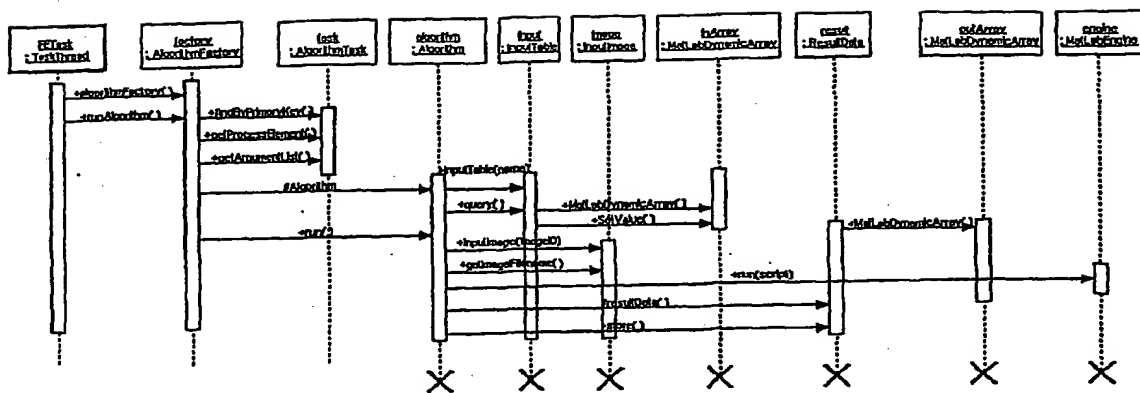 PETask
: TaskThread
factory
: AlgorithmFactory
task
: AlgorithmTask
algorithm
: Algorithm
input
: InputTable
image
: InputImage
inArray
: MatLabDynamicArray
result
: ResultData
outArray
: MatLabDynamicArray
engine
: MatLabEngine
+algorithmFactory( )
+runAlgorithm( )
+findByPrimaryKey( )
+getProcessElement( )
+getArgumentList( )
#Algorithm
+InputTable(name)
+query( )
+MatLabDynamicArray( )
+SetValue( )
+run( )
+InputImage(ImageID)
+getImageFilename( )
+MatLabDynamicArray( )
+run(script)
+resultData( )
+store( )